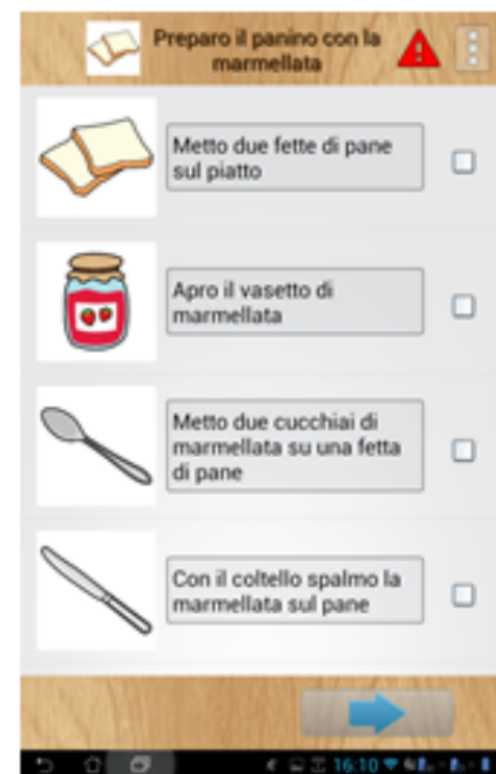 Preparo il panino con la
marmellata
Metto due fette di pane
sul piatto
Apro il vasetto di
marmellata
Metto due cucchiai di
marmellata su una fetta
di pane
Con il coltello spalmo la
marmellata sul pane
16:10